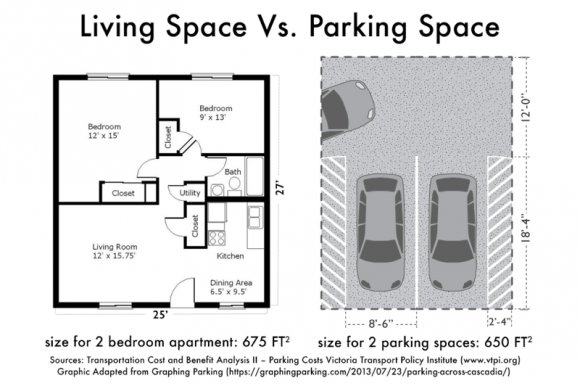 Living Space Vs. Parking Space
Bedroom
9' x 13'
Bedroom
12' x 15'
Closet
Bath
Closet
Utility
Closet
Living Room
12' x 15.75'
Kitchen
Dining Area
6.5' x 9.5'
27'
25'
12'-0"
18'-4"
8'-6"
2'-4"
size for 2 bedroom apartment: 675 FT²
size for 2 parking spaces: 650 FT²
Sources: Transportation Cost and Benefit Analysis II – Parking Costs Victoria Transport Policy Institute (www.vtpi.org)
Graphic Adapted from Graphing Parking (https://graphingparking.com/2013/07/23/parking-across-cascadia/)